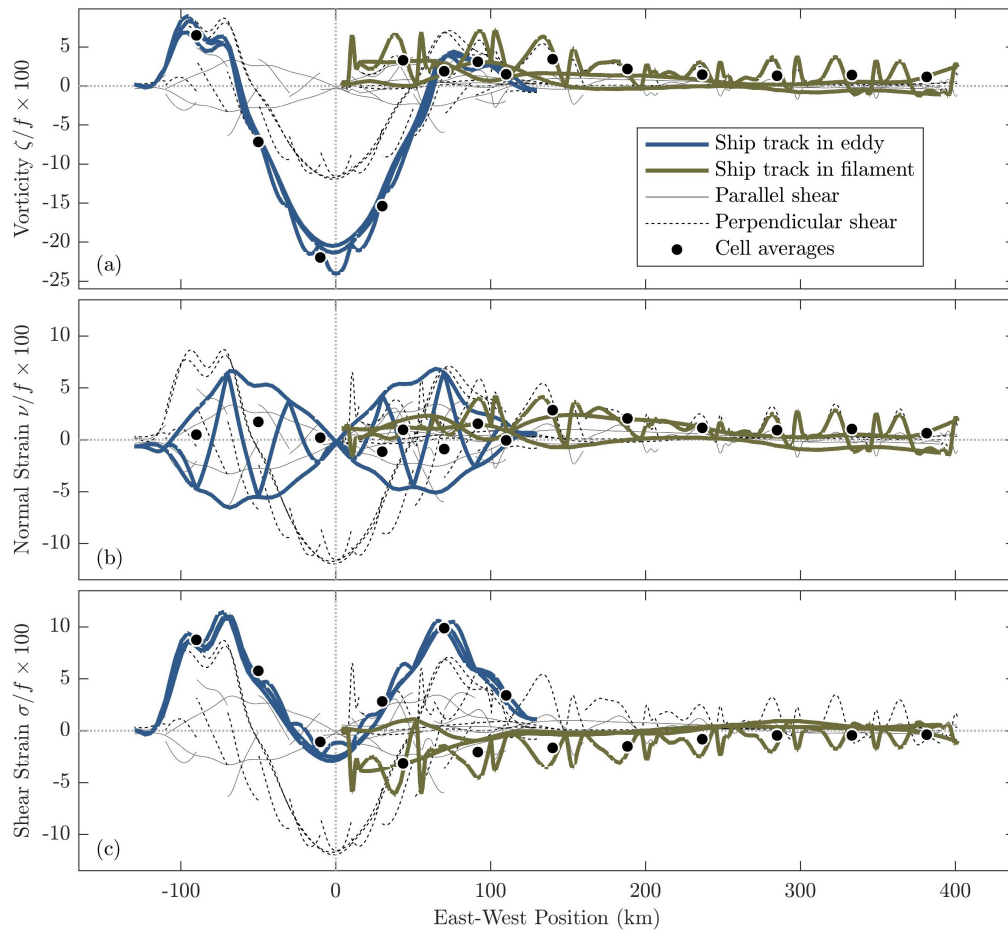 Vorticity ζ/f × 100
5
0
-5
-10
-15
-20
-25
(a)
Ship track in eddy
Ship track in filament
Parallel shear
Perpendicular shear
Cell averages
Normal Strain ν/f × 100
10
5
0
-5
-10
(b)
Shear Strain σ/f × 100
10
5
0
-5
-10
(c)
-100
0
100
200
300
400
East-West Position (km)